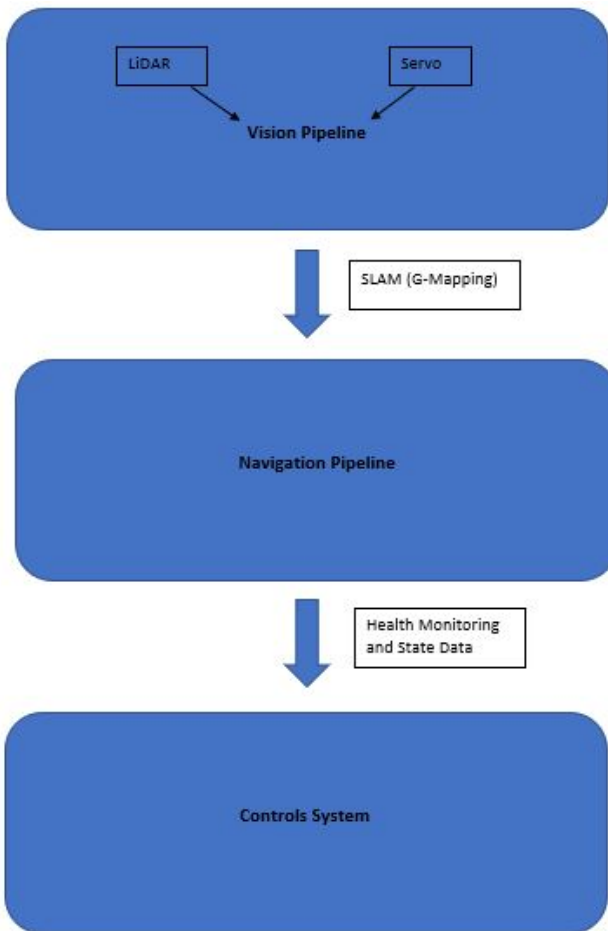 LiDAR
Servo
Vision Pipeline
SLAM (G-Mapping)
Navigation Pipeline
Health Monitoring
and State Data
Controls System